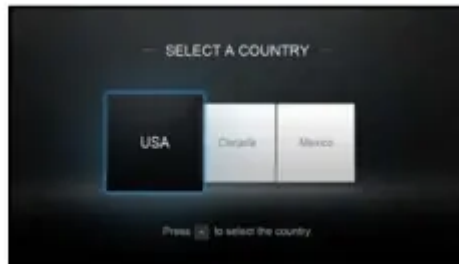 SELECT A COUNTRY
USA Canada Mexico
Press to select the country.